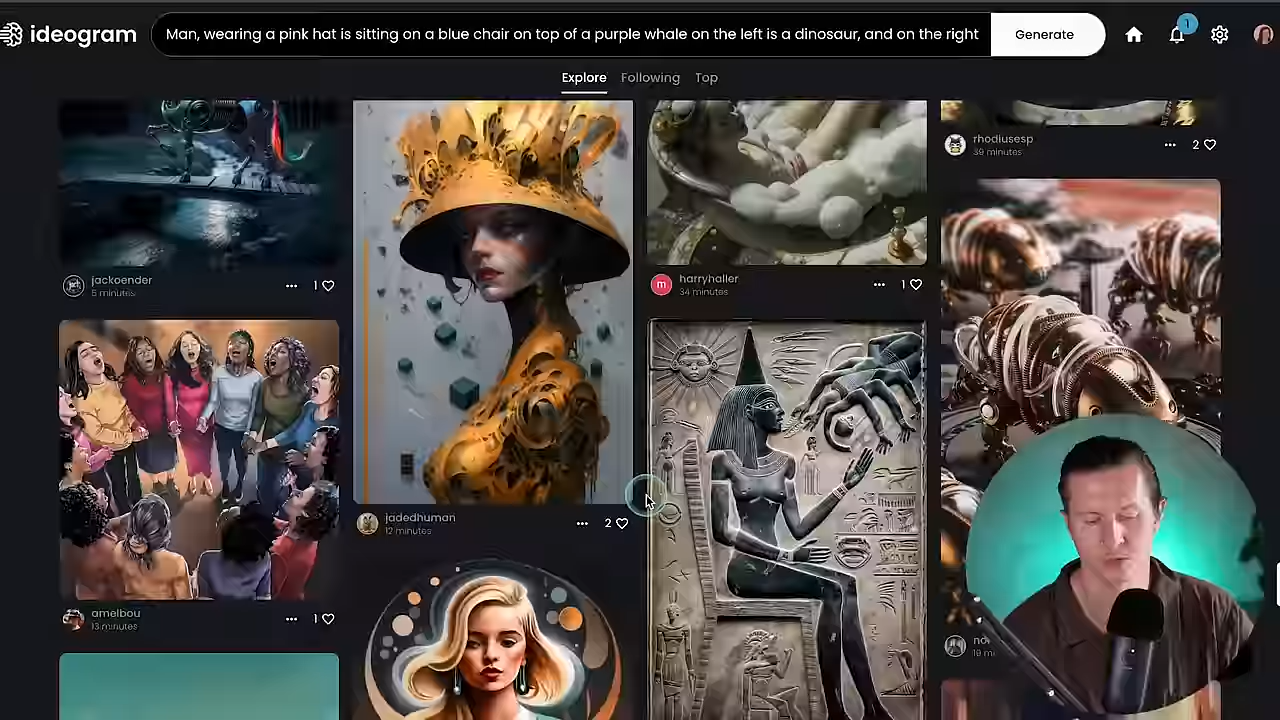 ideogram
Man, wearing a pink hat is sitting on a blue chair on top of a purple whale on the left is a dinosaur, and on the right
Generate
1
Explore
Following
Top
rhodiusesp
39 minutes
2
jackoender
5 minutes
1
harryhaller
34 minutes
m
1
jadedhuman
12 minutes
2
amelbou
13 minutes
1
19 mi